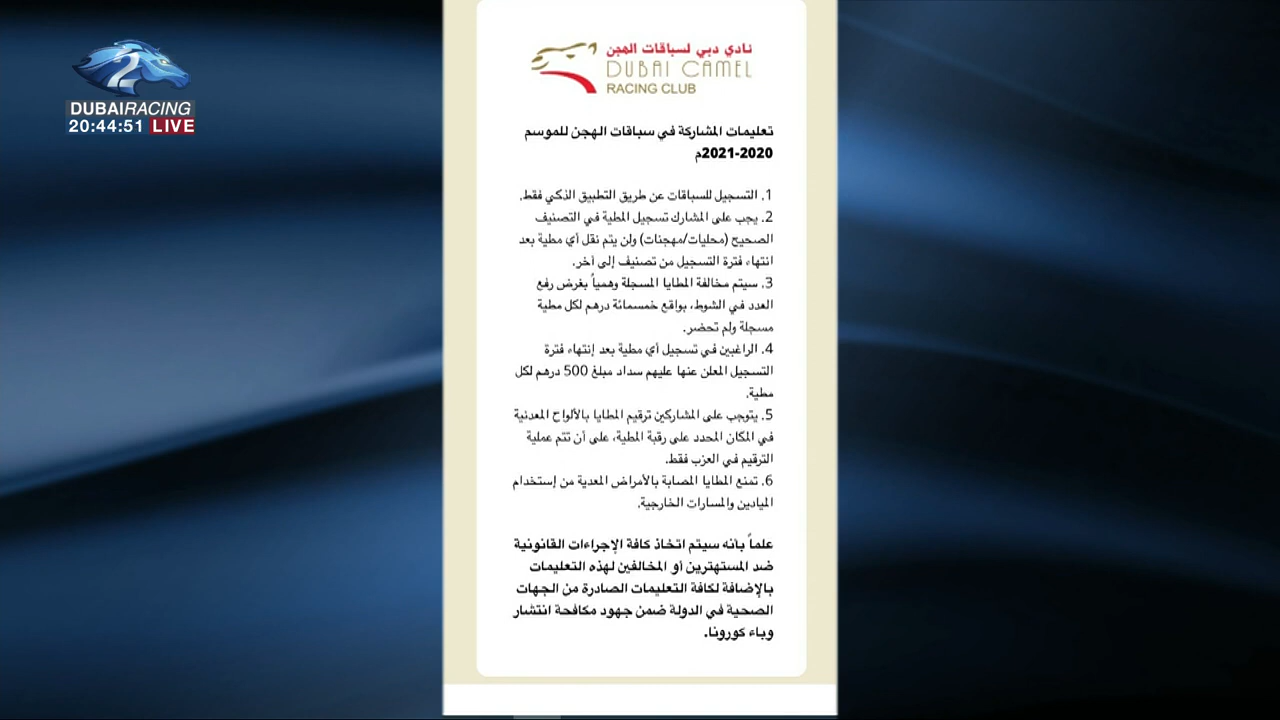 2
DUBAIRACING
20:44:51 LIVE
نادي دبي لسباقات الهجن
DUBAI CAMEL
RACING CLUB
تعليمات المشاركة في سباقات الهجن للموسم
2020-2021م
1. التسجيل للسباقات عن طريق التطبيق الذكي فقط.
2. يجب على المشارك تسجيل المطية في التصنيف
الصحيح (محليات/مهجنات) ولن يتم نقل أي مطية بعد
انتهاء فترة التسجيل من تصنيف إلى أخر.
3. سيتم مخالفة المطايا المسجلة وهمياً بغرض رفع
العدد في الشوط، بواقع خمسمائة درهم لكل مطية
مسجلة ولم تحضر.
4. الراغبين في تسجيل أي مطية بعد إنتهاء فترة
التسجيل المعلن عنها عليهم سداد مبلغ 500 درهم لكل
مطية.
5. يتوجب على المشاركين ترقيم المطايا بالألواح المعدنية
في المكان المحدد على رقبة المطية، على أن تتم عملية
الترقيم في العزب فقط.
6. تمنع المطايا المصابة بالأمراض المعدية من إستخدام
الميادين والمسارات الخارجية.
علماً بأنه سيتم اتخاذ كافة الإجراءات القانونية
ضد المستهترين أو المخالفين لهذه التعليمات
بالإضافة لكافة التعليمات الصادرة من الجهات
الصحية في الدولة ضمن جهود مكافحة انتشار
وباء كورونا.